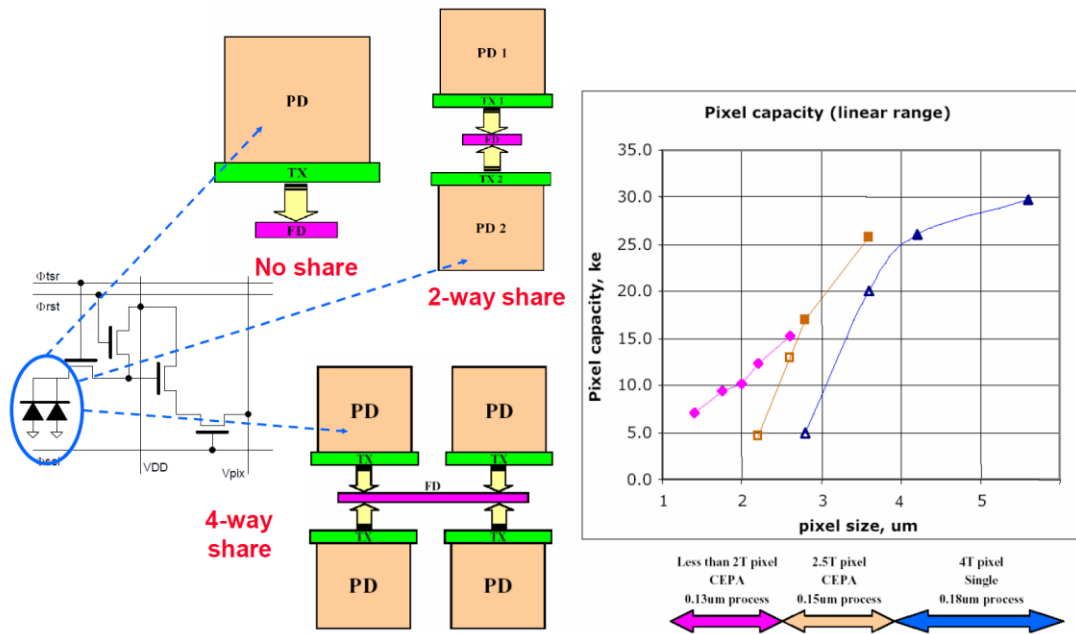 PD
TX
FD
No share
PD 1
TX 1
FD
TX 2
PD 2
2-way share
Φtsr
Φrst
Φsel
VDD
Vpix
PD
PD
TX
TX
FD
4-way
share
TX
TX
PD
PD
Pixel capacity (linear range)
Pixel capacity, ke
35.0
30.0
25.0
20.0
15.0
10.0
5.0
0.0
1
2
3
4
5
pixel size, um
Less than 2T pixel
CEPA
0.13um process
2.5T pixel
CEPA
0.15um process
4T pixel
Single
0.18um process